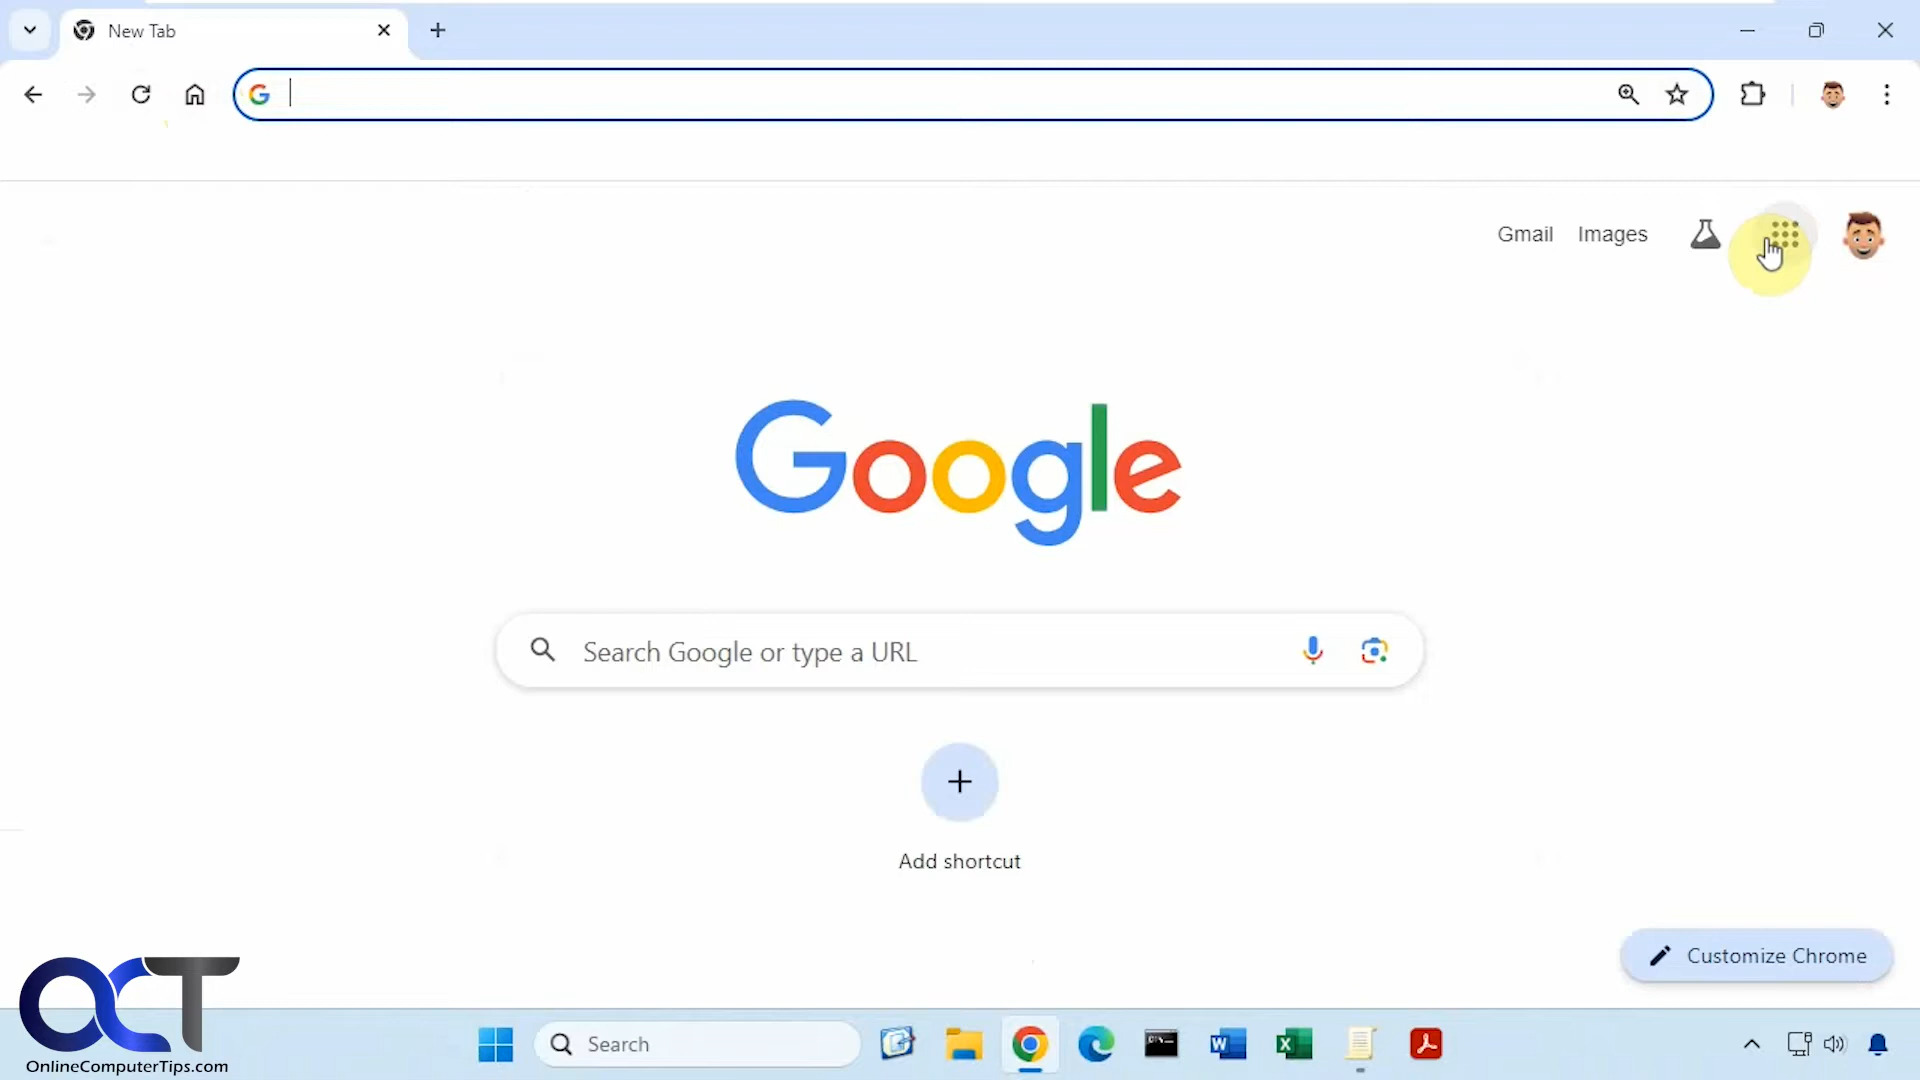 New Tab
Gmail Images
Google
Search Google or type a URL
Add shortcut
Customize Chrome
OCT
OnlineComputerTips.com
Search